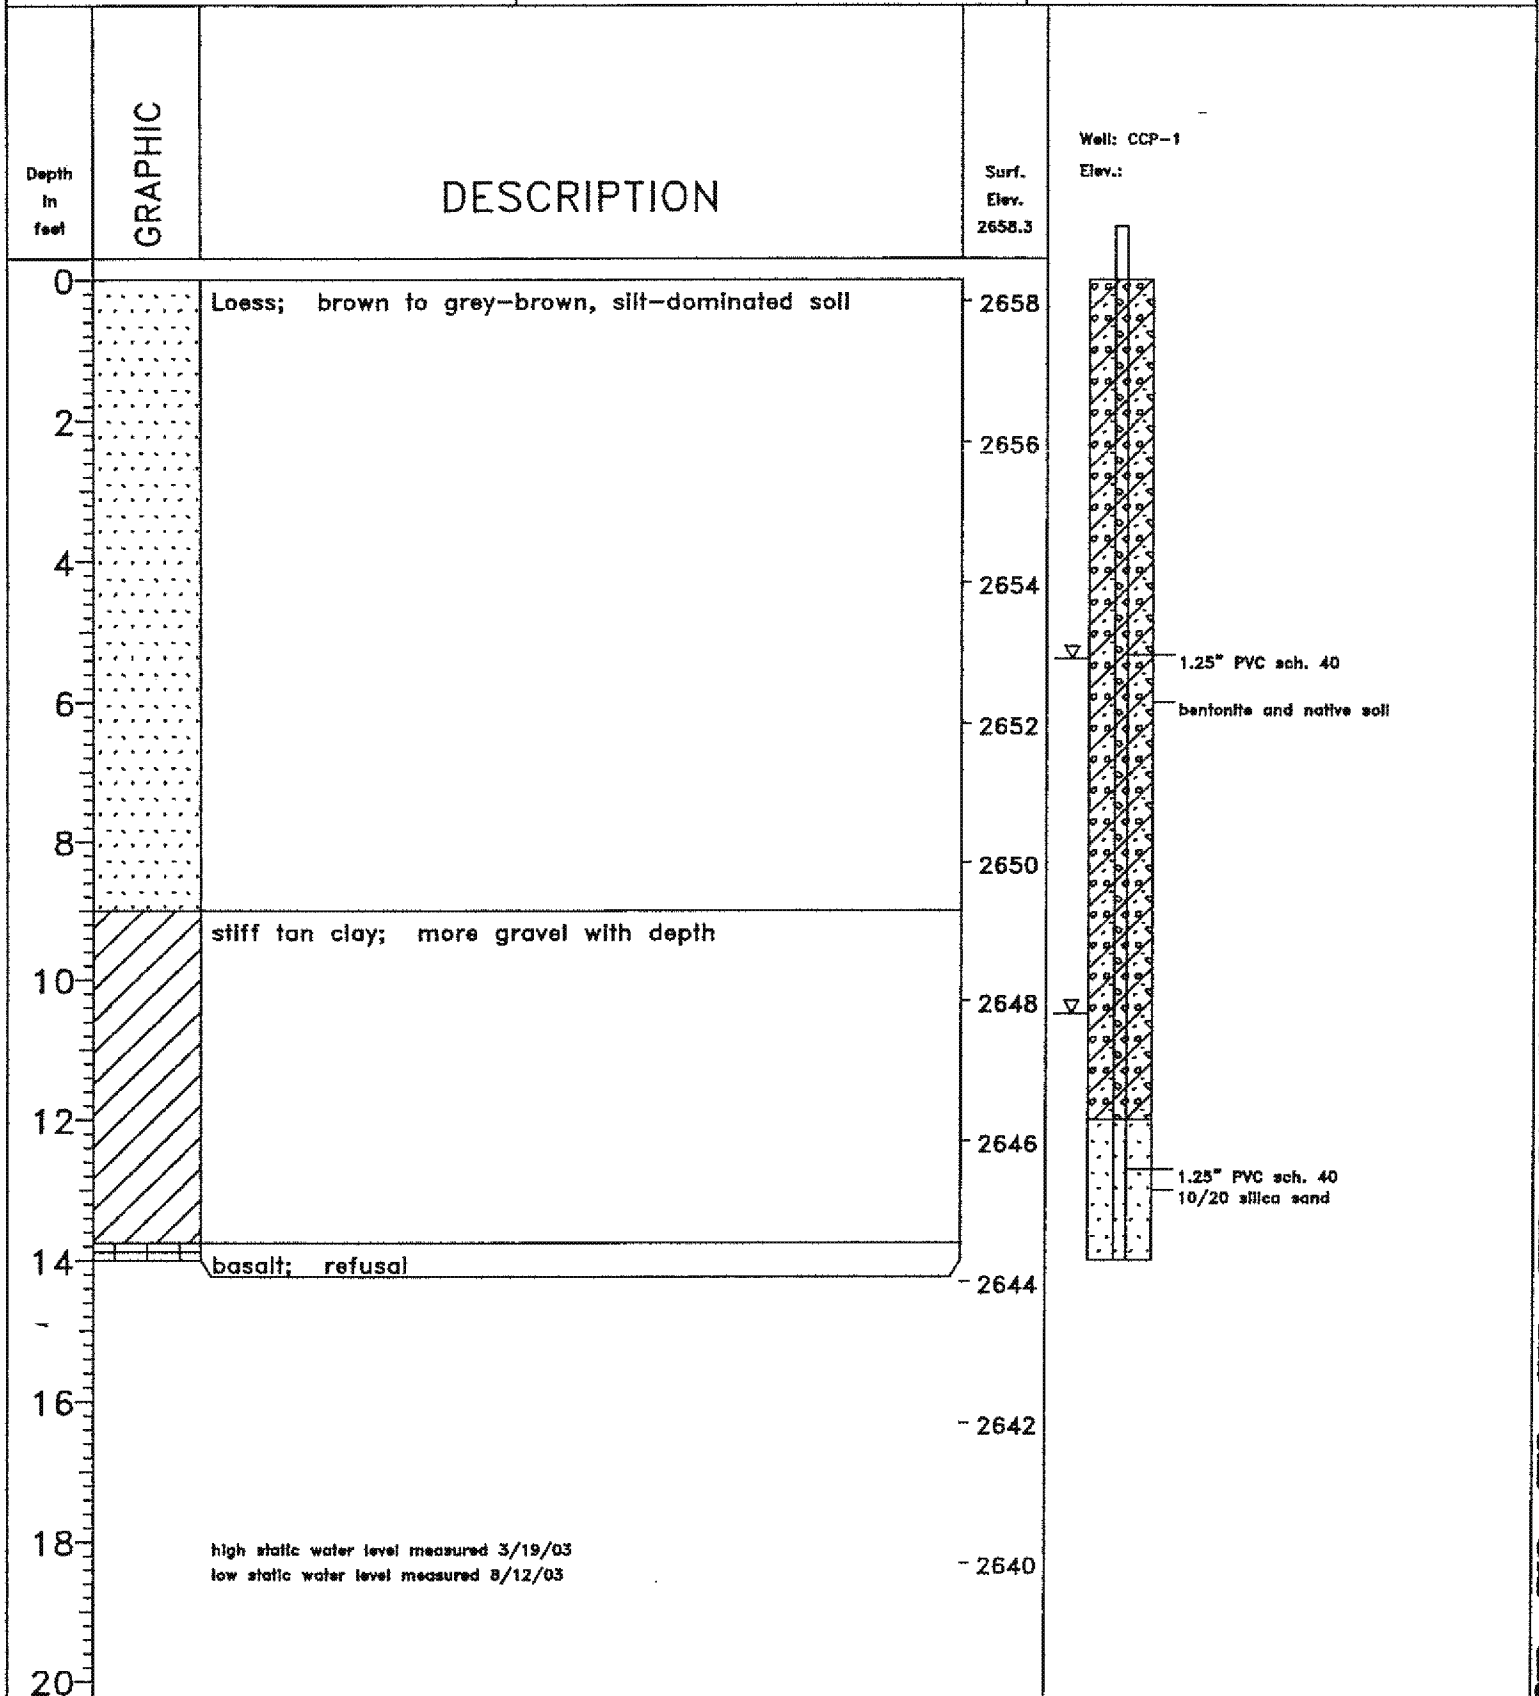 Depth
in
feet
GRAPHIC
DESCRIPTION
Surf.
Elev.
2658.3
Well: CCP-1
Elev.:
0
Loess; brown to grey-brown, silt-dominated soil
2658
2
2656
4
2654
1.25" PVC sch. 40
6
bentonite and native soil
2652
8
2650
stiff tan clay; more gravel with depth
10
2648
12
2646
1.25" PVC sch. 40
10/20 silica sand
14
basalt; refusal
2644
16
2642
18
high static water level measured 3/19/03
low static water level measured 8/12/03
2640
20